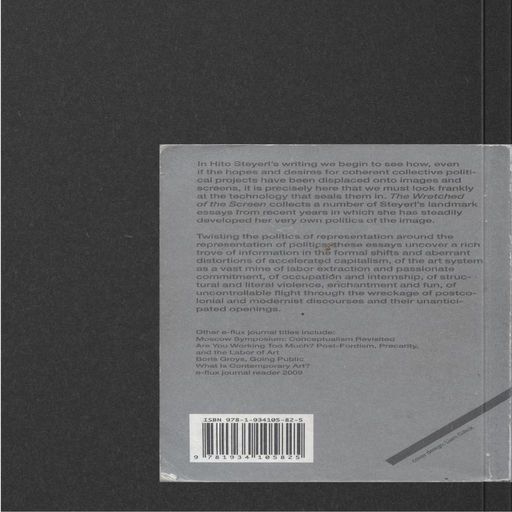 In Hito Steyerl's writing we begin to see how, even
if the hopes and desires for coherent collective politi-
cal projects have been displaced onto images and
screens, it is precisely here that we must look frankly
at the technology that seals them in. The Wretched
of the Screen collects a number of Steyerl's landmark
essays from recent years in which she has steadily
developed her very own politics of the image.
Twisting the politics of representation around the
representation of politics, these essays uncover a rich
trove of information in the formal shifts and aberrant
distortions of accelerated capitalism, of the art system
as a vast mine of labor extraction and passionate
commitment, of occupation and internship, of struc-
tural and literal violence, enchantment and fun, of
uncontrollable flight through the wreckage of postco-
lonial and modernist discourses and their unantici-
pated openings.
Other e-flux journal titles include:
Moscow Symposium: Conceptualism Revisited
Are You Working Too Much? Post-Fordism, Precarity,
and the Labor of Art
Boris Groys, Going Public
What Is Contemporary Art?
e-flux journal reader 2009
ISBN 978-1-934105-82-5
9 781934 105825
cover design: Liam Gillick